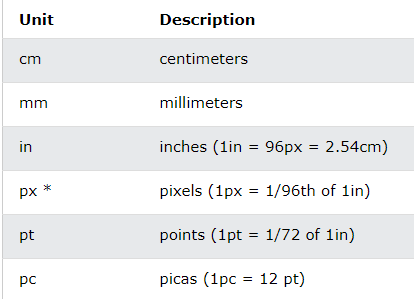 Unit Description
cm centimeters
mm millimeters
in inches (1in = 96px = 2.54cm)
px * pixels (1px = 1/96th of 1in)
pt points (1pt = 1/72 of 1in)
pc picas (1pc = 12 pt)